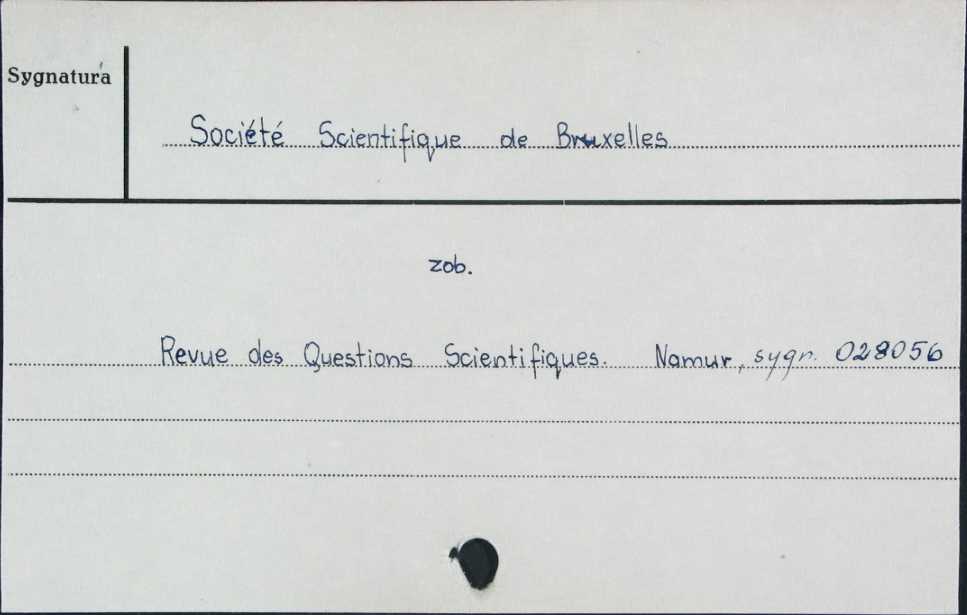 Sygnatura
Société Scientifique de Bruxelles
zob.
Revue des Questions Scientifiques. Namur, sygn. 028056